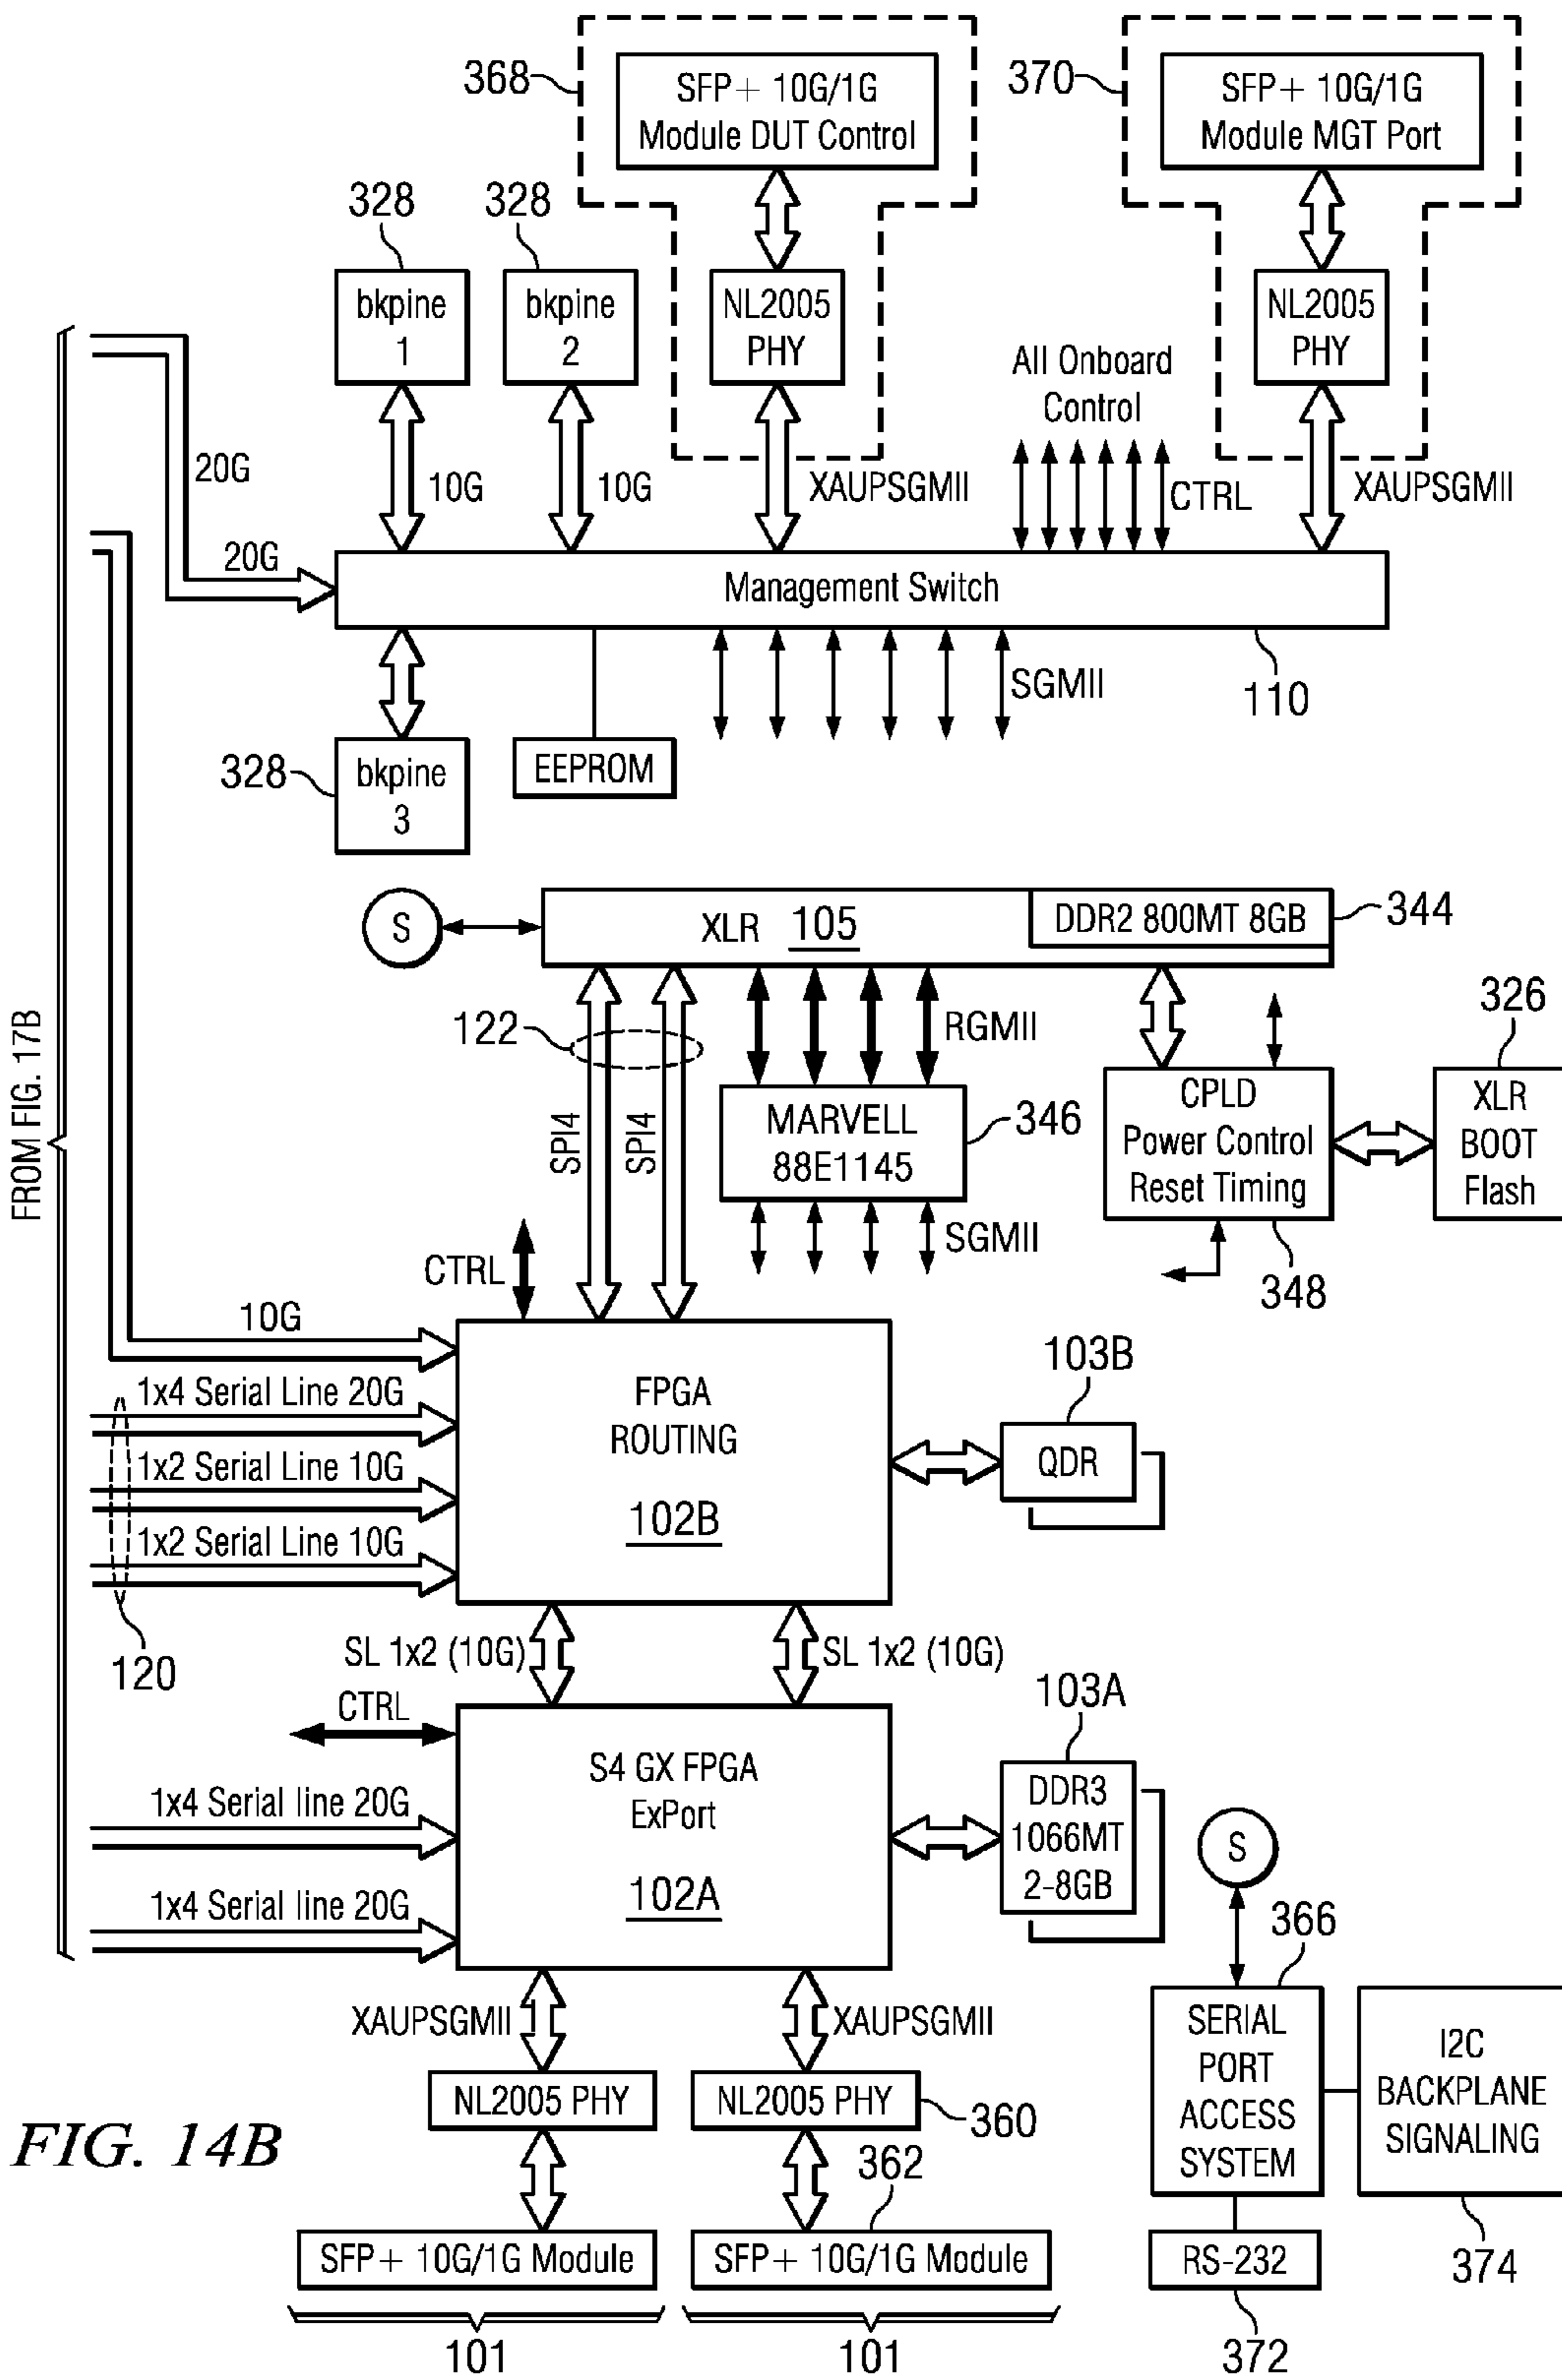 368
SFP+ 10G/1G
Module DUT Control
370
SFP+ 10G/1G
Module MGT Port
328
328
bkpine
1
bkpine
2
NL2005
PHY
NL2005
PHY
All Onboard
Control
20G
10G
10G
XAUPSGMII
CTRL
XAUPSGMII
20G
Management Switch
SGMII
110
328
bkpine
3
EEPROM
S
XLR 105
DDR2 800MT 8GB
344
122
RGMII
326
SPI4
SPI4
MARVELL
88E1145
346
CPLD
Power Control
Reset Timing
XLR
BOOT
Flash
FROM FIG. 17B
CTRL
SGMII
348
10G
1x4 Serial Line 20G
1x2 Serial Line 10G
1x2 Serial Line 10G
120
FPGA
ROUTING
102B
103B
QDR
SL 1x2 (10G)
SL 1x2 (10G)
CTRL
103A
S4 GX FPGA
ExPort
102A
DDR3
1066MT
2-8GB
1x4 Serial line 20G
1x4 Serial line 20G
S
366
XAUPSGMII
XAUPSGMII
SERIAL
PORT
ACCESS
SYSTEM
I2C
BACKPLANE
SIGNALING
NL2005 PHY
NL2005 PHY
360
FIG. 14B
362
SFP+ 10G/1G Module
SFP+ 10G/1G Module
RS-232
374
101
101
372